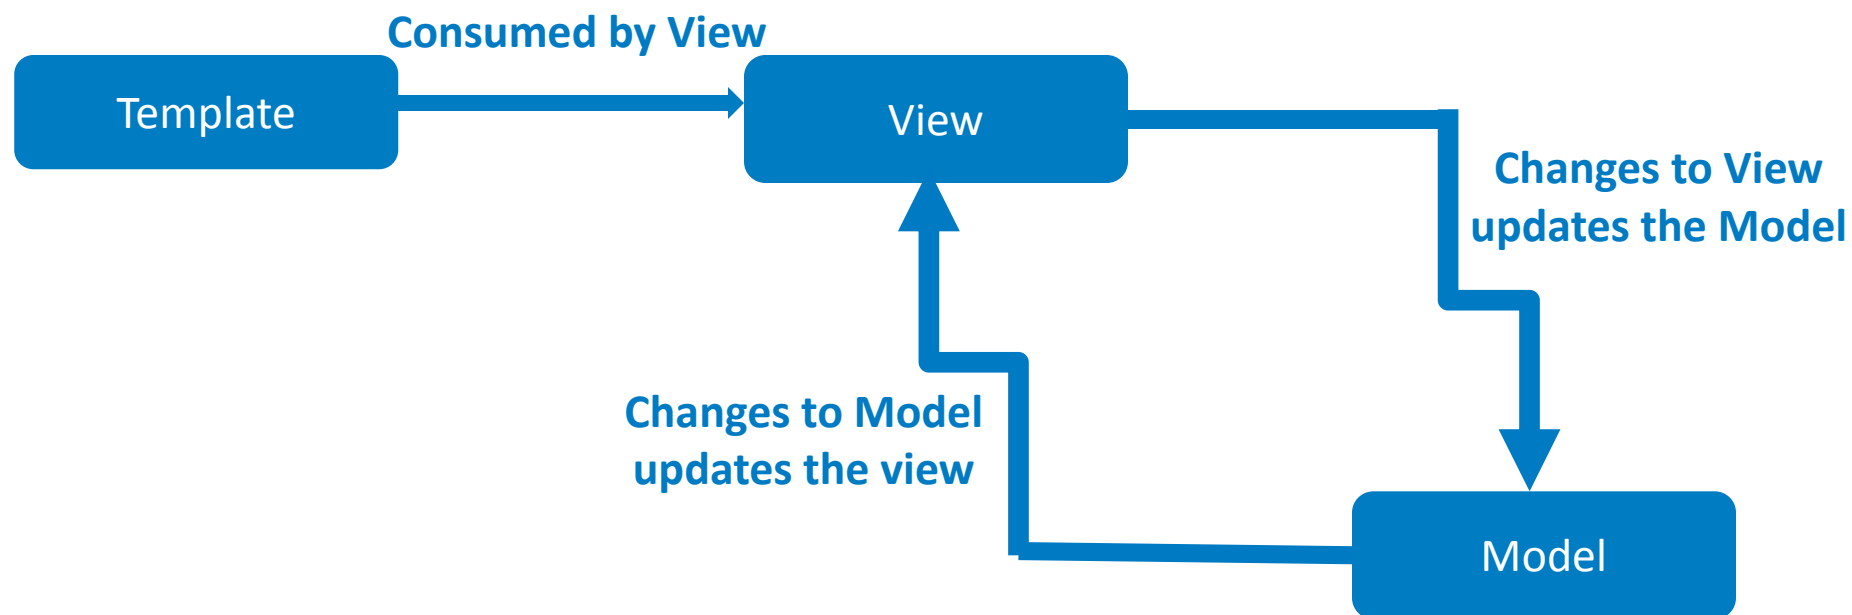 Consumed by View
Template
View
Changes to View
updates the Model
Changes to Model
updates the view
Model